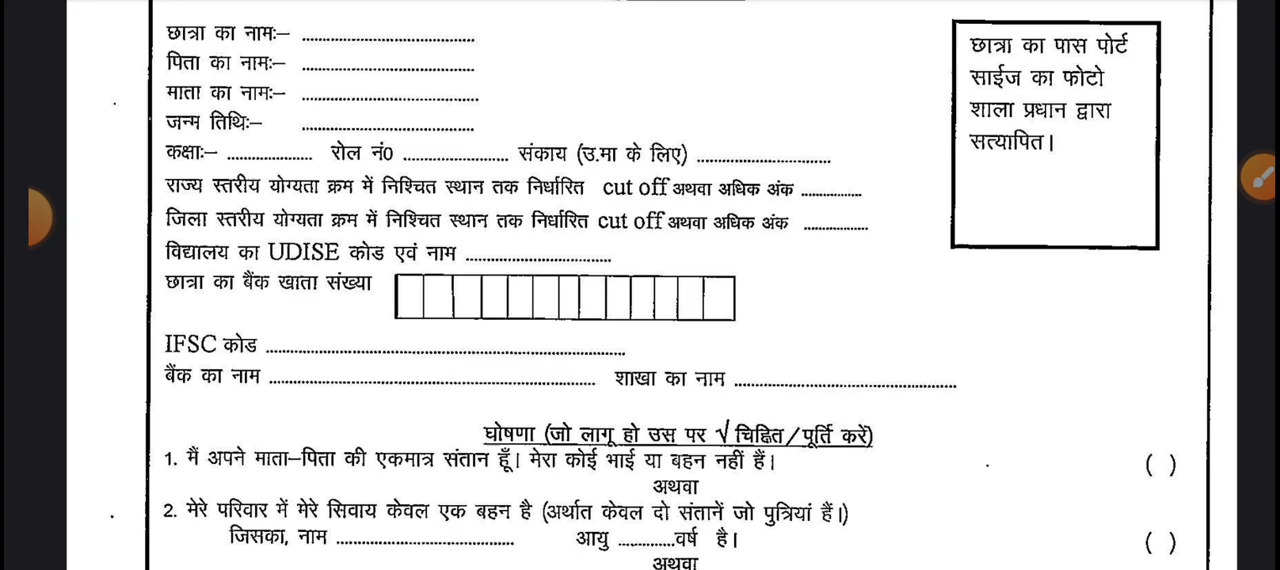 छात्रा का नामः– ........................................
पिता का नामः– ........................................
माता का नामः– ........................................
जन्म तिथिः– ........................................
कक्षाः– .................... रोल नं0 ......................... संकाय (उ.मा के लिए) ................................
राज्य स्तरीय योग्यता क्रम में निश्चित स्थान तक निर्धारित cut off अथवा अधिक अंक ..............
जिला स्तरीय योग्यता क्रम में निश्चित स्थान तक निर्धारित cut off अथवा अधिक अंक ...............
विद्यालय का UDISE कोड एवं नाम ..................................
छात्रा का बैंक खाता संख्या
IFSC कोड ....................................................................................
बैंक का नाम ............................................................................ शाखा का नाम ....................................................
छात्रा का पास पोर्ट
साईज का फोटो
शाला प्रधान द्वारा
सत्यापित।
घोषणा (जो लागू हो उस पर √ चिह्नित/पूर्ति करें)
1. मैं अपने माता–पिता की एकमात्र संतान हूँ। मेरा कोई भाई या बहन नहीं हैं। ( )
अथवा
2. मेरे परिवार में मेरे सिवाय केवल एक बहन है (अर्थात केवल दो संतानें जो पुत्रियां हैं।)
जिसका, नाम ......................................... आयु .............वर्ष है। ( )
अथवा